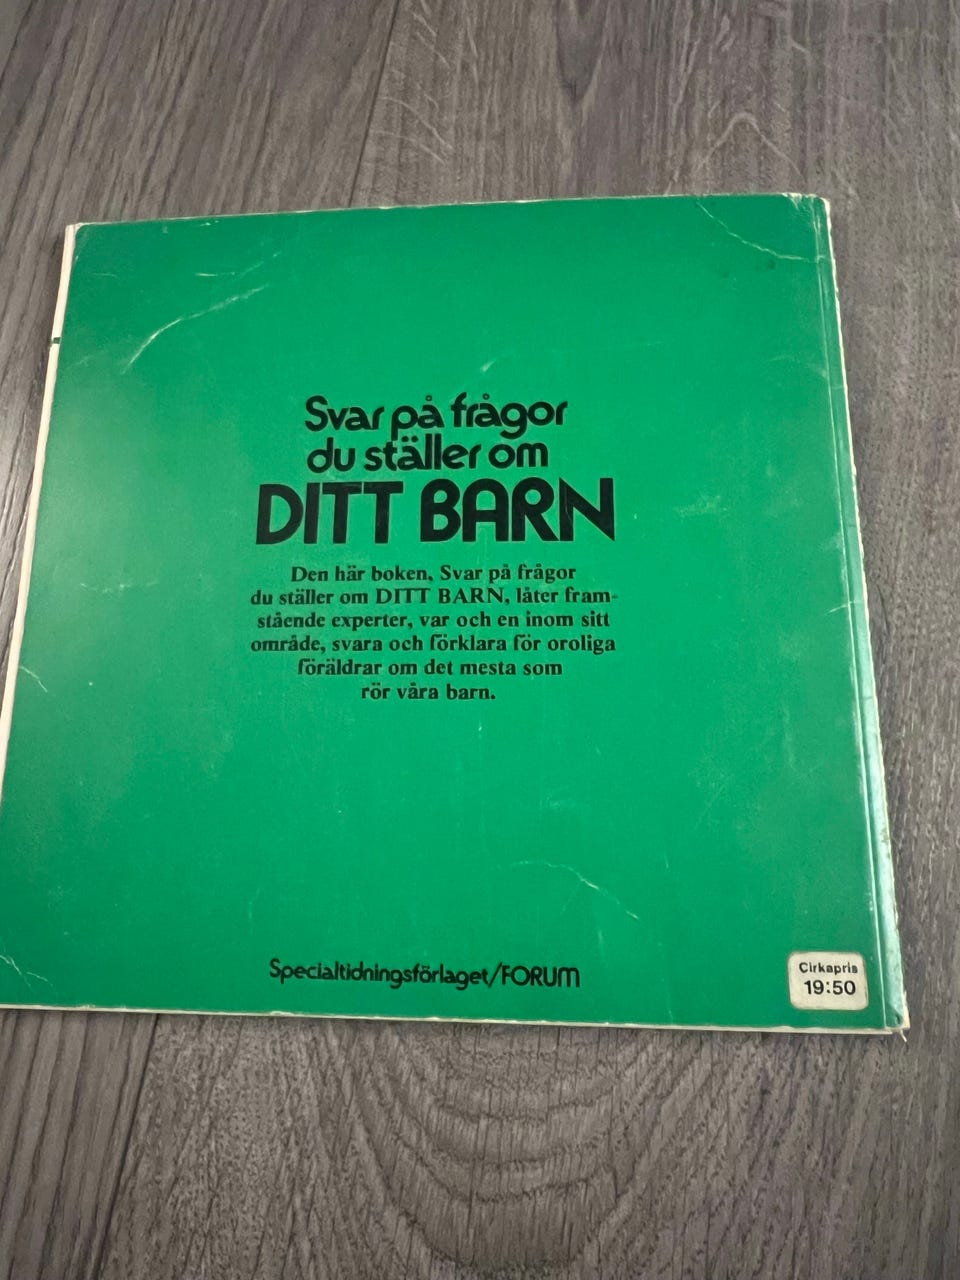 Svar på frågor
du ställer om
DITT BARN
Den här boken, Svar på frågor
du ställer om DITT BARN, låter fram-
stående experter, var och en inom sitt
område, svara och förklara för oroliga
föräldrar om det mesta som
rör våra barn.
Specialtidningsförlaget/FORUM
Cirkapris
19:50